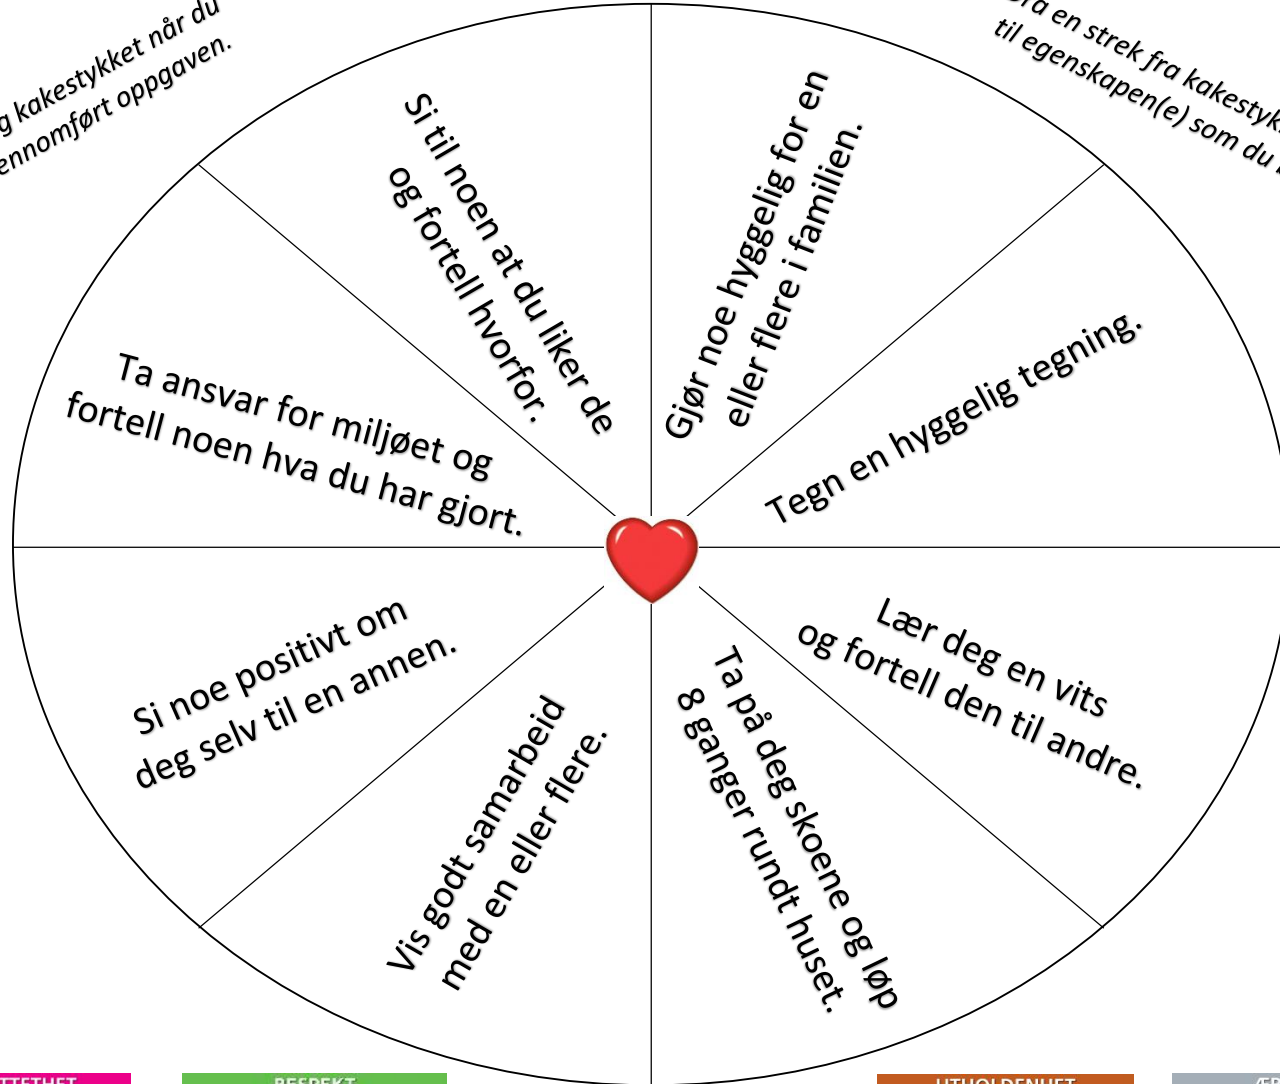 kakestykket når du
oppgaven.
en strek fra
til egenskapen(e) som du
Si til noen at du liker de
og fortell hvorfor.
Gjør noe hyggelig for en
eller flere i familien.
Ta ansvar for miljøet og
fortell noen hva du har gjort.
Tegn en hyggelig tegning.
Si noe positivt om
deg selv til en annen.
Lær deg en vits
og fortell den til andre.
Vis godt samarbeid
med en eller flere.
Ta på deg skoene og løp
8 ganger rundt huset.
RESPEKT
UTHOLDENHET